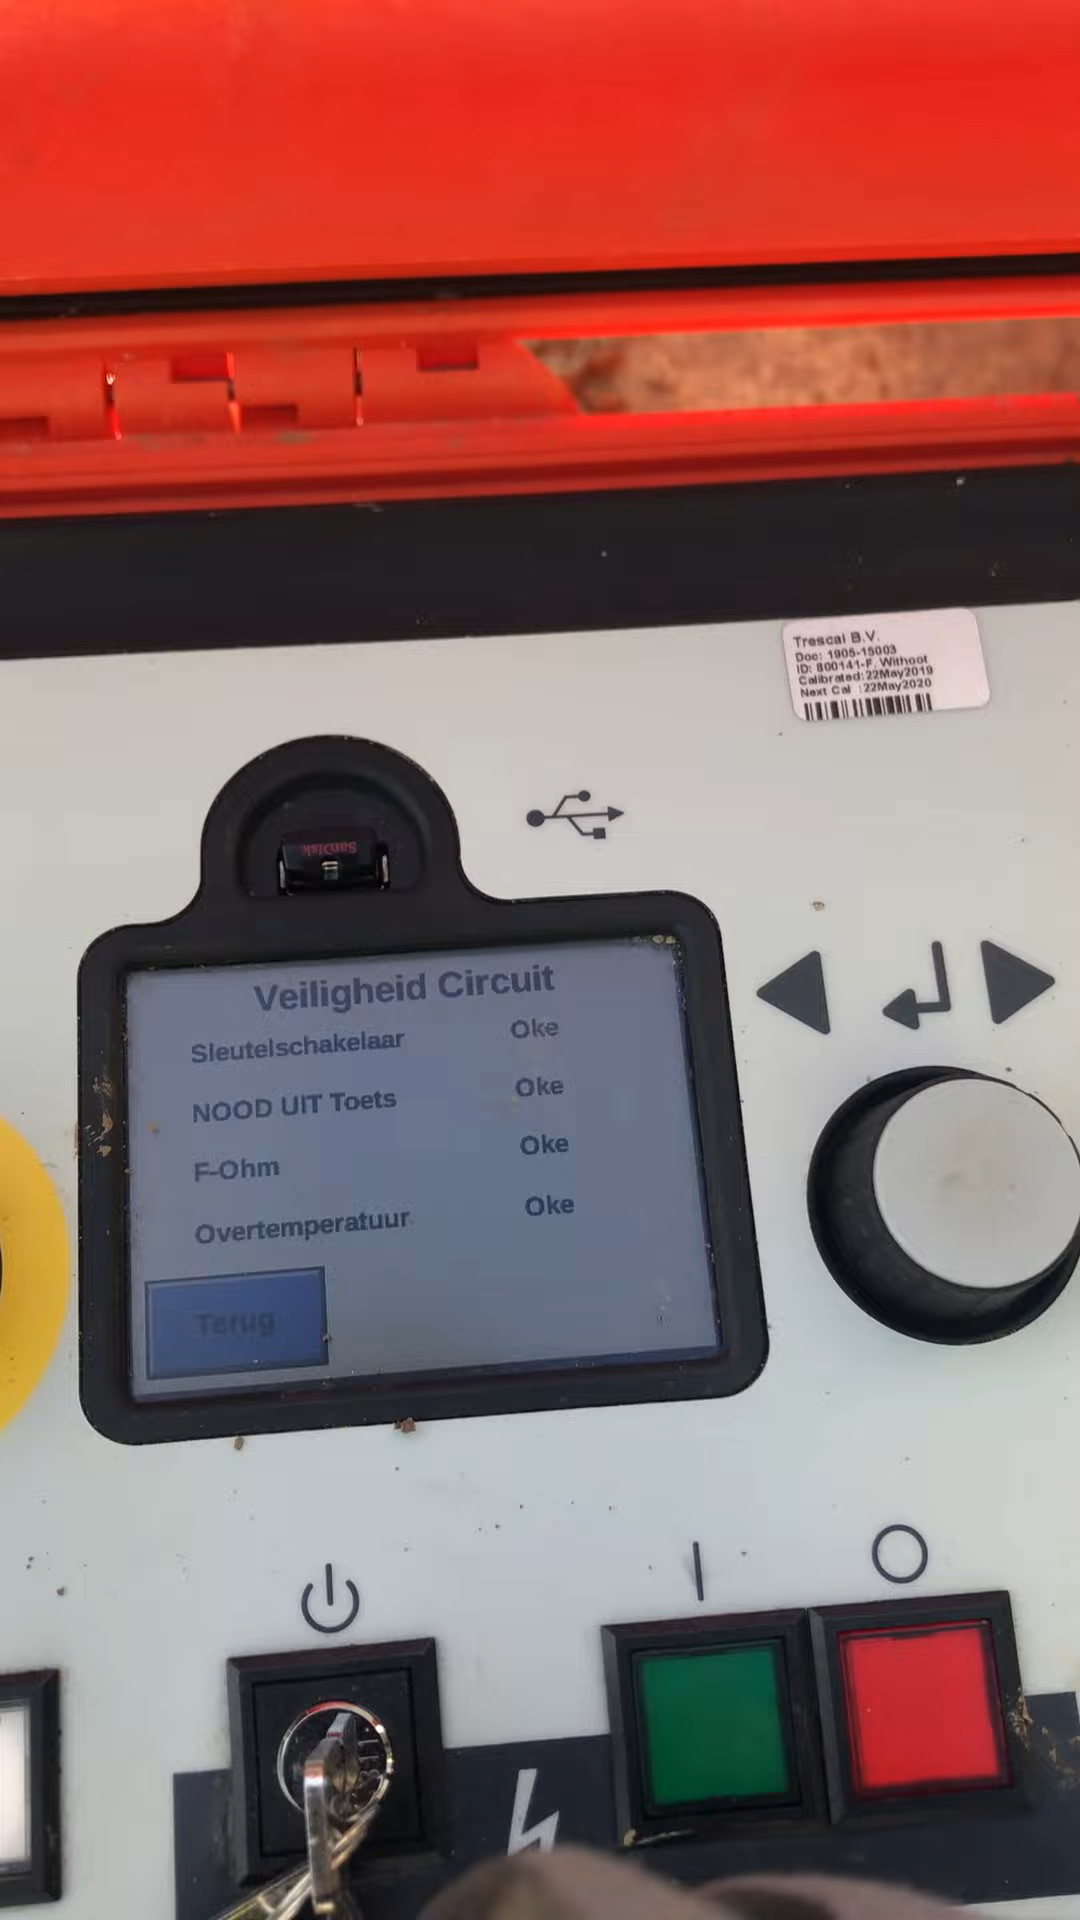 Trescal B.V.
Doc: 1905-15003
ID: 800141-F. Withoot
Calibrated:22May2019
Next Cal :22May2020
SanDisk
Veiligheid Circuit
Sleutelschakelaar Oke
NOOD UIT Toets Oke
F-Ohm Oke
Overtemperatuur Oke
Terug